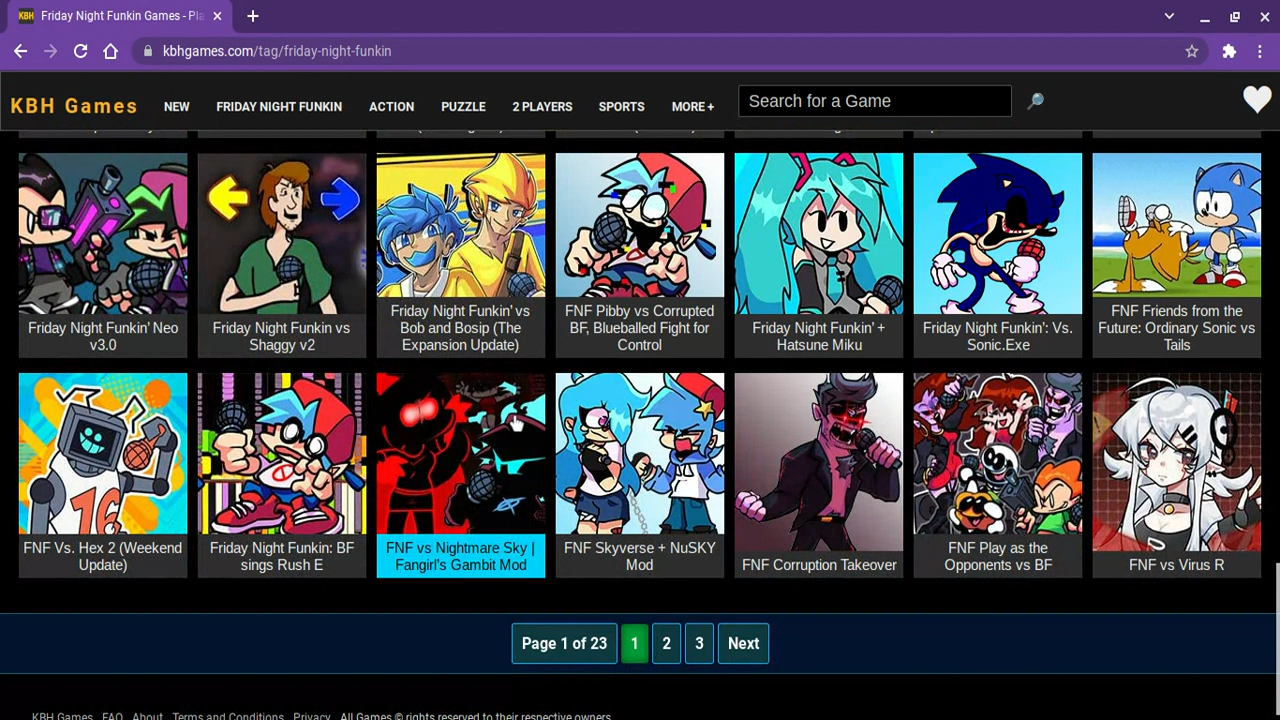 KBH
Friday Night Funkin Games - Pla
kbhgames.com/tag/friday-night-funkin
KBH Games
NEW
FRIDAY NIGHT FUNKIN
ACTION
PUZZLE
2 PLAYERS
SPORTS
MORE +
Search for a Game
Friday Night Funkin' Neo
v3.0
Friday Night Funkin vs
Shaggy v2
Friday Night Funkin' vs
Bob and Bosip (The
Expansion Update)
FNF Pibby vs Corrupted
BF, Blueballed Fight for
Control
Friday Night Funkin' +
Hatsune Miku
Friday Night Funkin': Vs.
Sonic.Exe
FNF Friends from the
Future: Ordinary Sonic vs
Tails
16
FNF Vs. Hex 2 (Weekend
Update)
Friday Night Funkin: BF
sings Rush E
FNF vs Nightmare Sky |
Fangirl's Gambit Mod
FNF Skyverse + NuSKY
Mod
FNF Corruption Takeover
FNF Play as the
Opponents vs BF
FNF vs Virus R
Page 1 of 23
1
2
3
Next
KBH Games FAQ About Terms and Conditions Privacy All Games © rights reserved to their respective owners